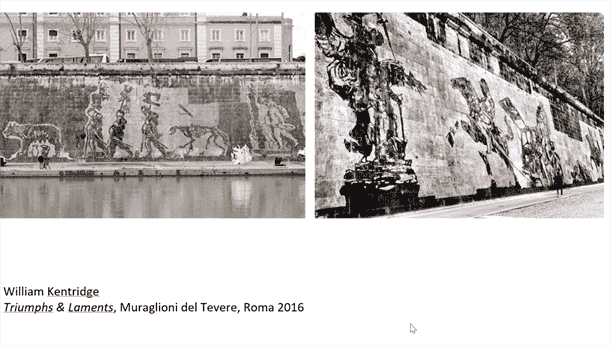 William Kentridge
Triumphs & Laments, Muraglioni del Tevere, Roma 2016